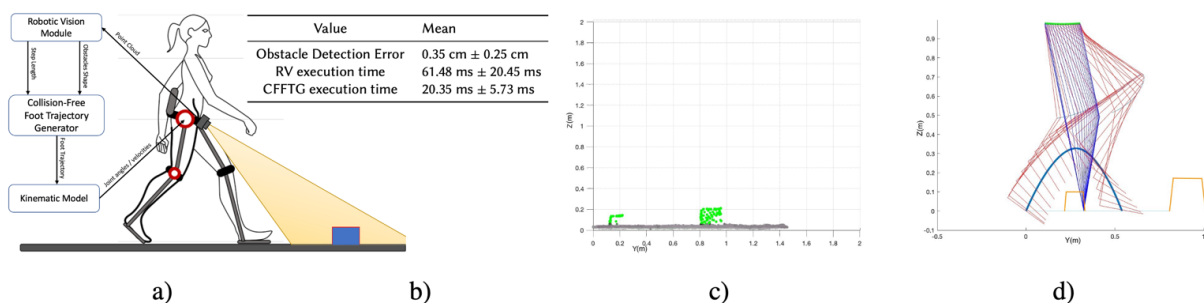 Robotic Vision
Module
Point Cloud
Step Length
Obstacles Shape
Collision-Free
Foot Trajectory
Generator
Foot Trajectory
Joint angles / velocities
Kinematic Model
Value Mean
Obstacle Detection Error 0.35 cm ± 0.25 cm
RV execution time 61.48 ms ± 20.45 ms
CFFTG execution time 20.35 ms ± 5.73 ms
2
1.8
1.6
1.4
1.2
1
0.8
0.6
0.4
0.2
0
Z(m)
0 0.2 0.4 0.6 0.8 1 1.2 1.4 1.6 1.8 2
Y(m)
0.9
0.8
0.7
0.6
0.5
0.4
0.3
0.2
0.1
0
-0.1
Z(m)
-0.5 0 0.5 1
Y(m)
a) b) c) d)